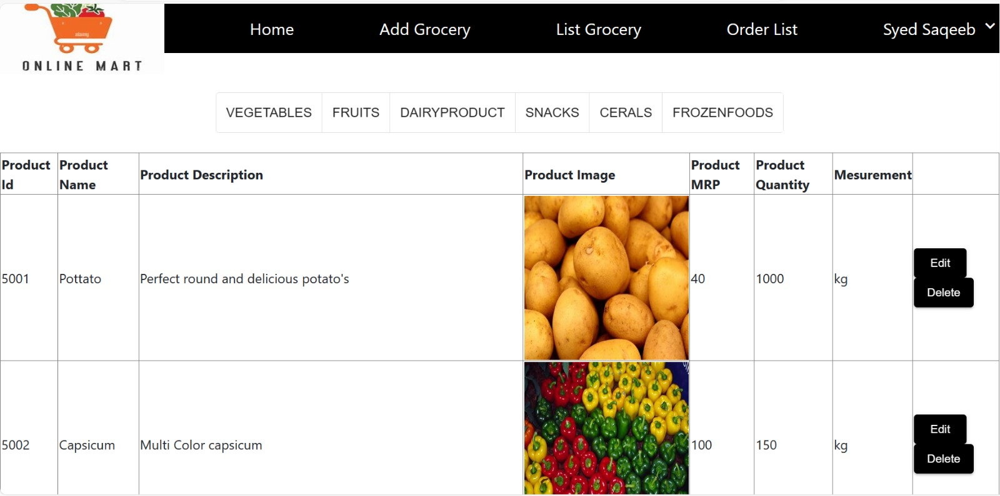 ONLINE MART
Home Add Grocery List Grocery Order List Syed Saqeeb
VEGETABLES FRUITS DAIRYPRODUCT SNACKS CERALS FROZENFOODS
Product Id Product Name Product Description Product Image Product MRP Product Quantity Mesurement
5001 Pottato Perfect round and delicious potato's 40 1000 kg Edit
Delete
5002 Capsicum Multi Color capsicum 100 150 kg Edit
Delete